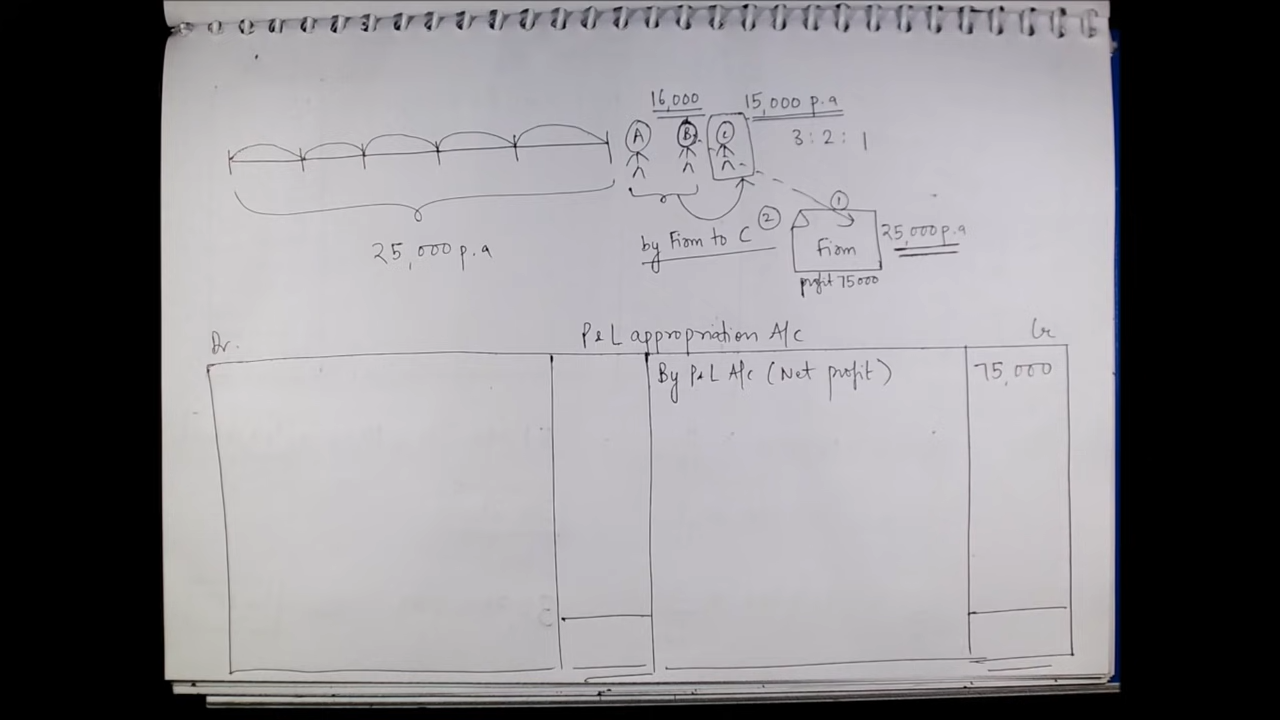 16,000
15,000 p.a
A
B
C
3 : 2 : 1
1
2
by Firm to C
Firm
25,000 p.a
25,000 p.a
profit 75000
Dr.
P & L appropriation A/c
Cr
By P & L A/c (Net profit)
75,000